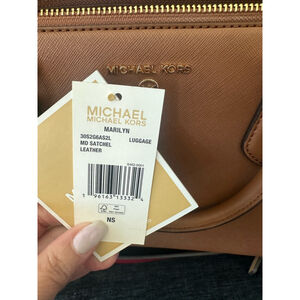 MICHAEL KORS
MICHAEL
MICHAEL KORS
MARILYN
30S2G6AS2L LUGGAGE
MD SATCHEL
LEATHER
NS